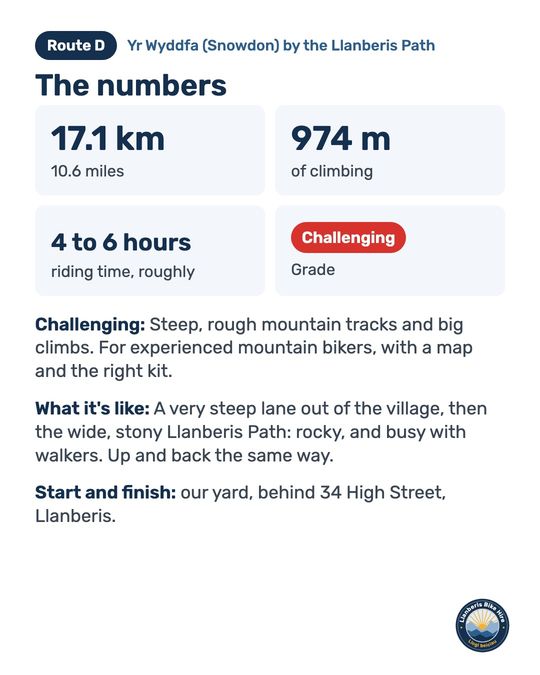 Route D Yr Wyddfa (Snowdon) by the Llanberis Path
The numbers
17.1 km
10.6 miles
974 m
of climbing
4 to 6 hours
riding time, roughly
Challenging
Grade
Challenging: Steep, rough mountain tracks and big
climbs. For experienced mountain bikers, with a map
and the right kit.
What it's like: A very steep lane out of the village, then
the wide, stony Llanberis Path: rocky, and busy with
walkers. Up and back the same way.
Start and finish: our yard, behind 34 High Street,
Llanberis.
Llanberis Bike Hire